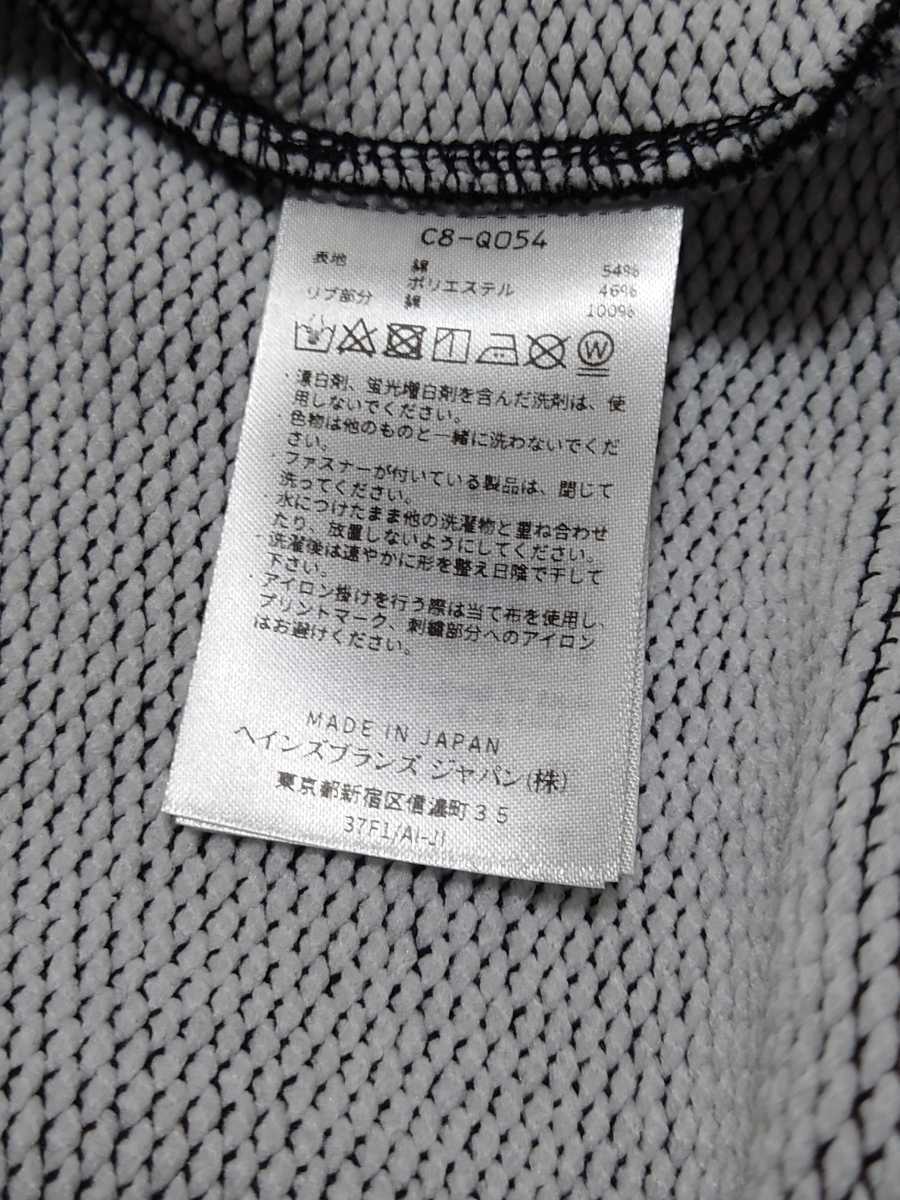 C8-Q054
表地 綿 54%
ポリエステル 46%
リブ部分 綿 100%
W
・漂白剤、蛍光増白剤を含んだ洗剤は、使
用しないでください。
・色物は他のものと一緒に洗わないでくだ
さい。
・ファスナーが付いている製品は、閉じて
洗ってください。
・水につけたまま他の洗濯物と重ね合わせ
たり、放置しないようにしてください。
・洗濯後は速やかに形を整え日陰で干して
下さい。
・アイロン掛けを行う際は当て布を使用し、
プリントマーク、刺繍部分へのアイロン
はお避けください。
MADE IN JAPAN
ヘインズブランズ ジャパン(株)
東京都新宿区信濃町35
37F1/AI-JI